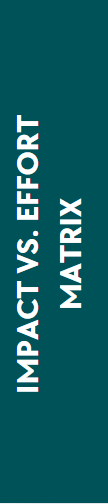 IMPACT VS. EFFORT
MATRIX